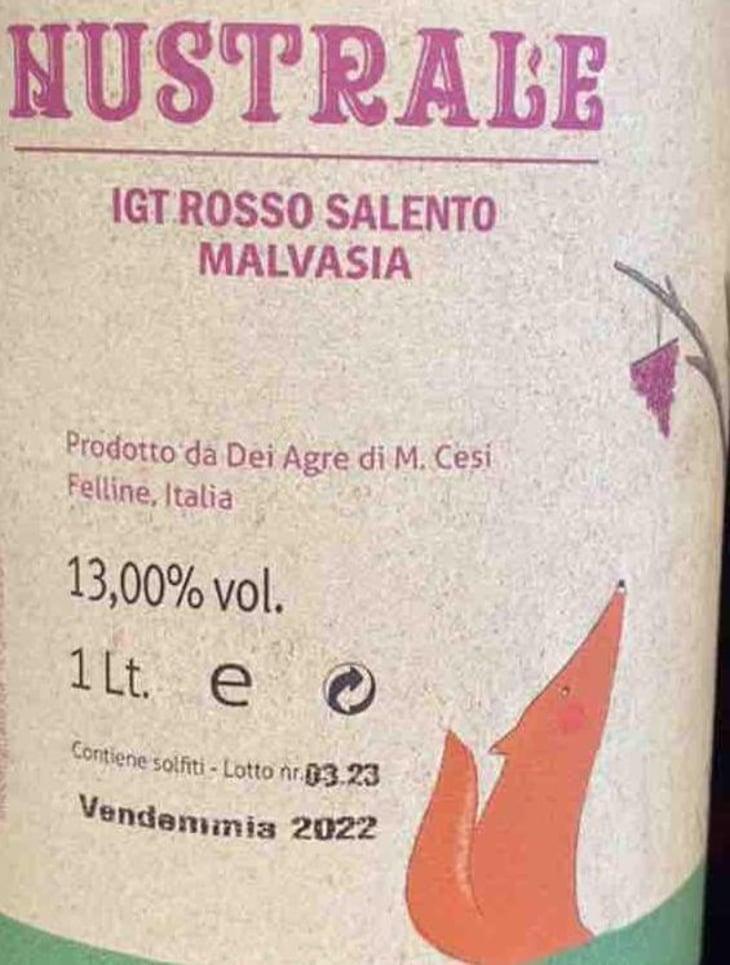 NUSTRALE
IGT ROSSO SALENTO
MALVASIA
Prodotto da Dei Agre di M. Cesi
Felline, Italia
13,00% vol.
1 Lt. e
Contiene solfiti - Lotto nr.03.23
Vendemmia 2022